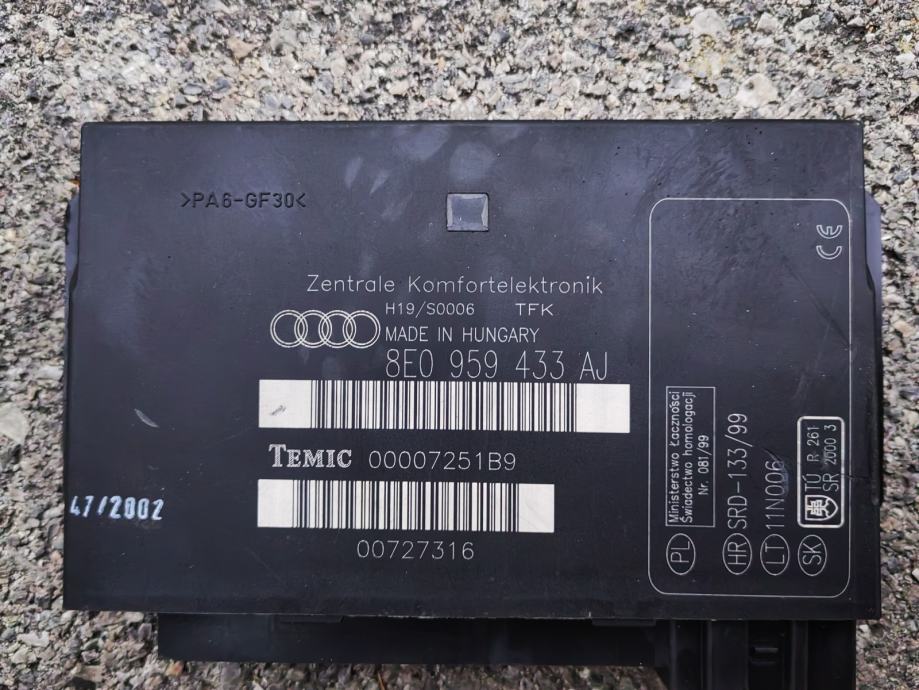 >PA6-GF30<
Zentrale Komfortelektronik
H19/S0006 TFK
MADE IN HUNGARY
8E0 959 433 AJ
TEMIC 00007251B9
00727316
47/2002
CE
Ministerstwo Łączności
Świadectwo homologacji
Nr. 081/99
PL
SRD-133/99
HR
11N006
LT
TÚ R 261
SR 2000 3
SK